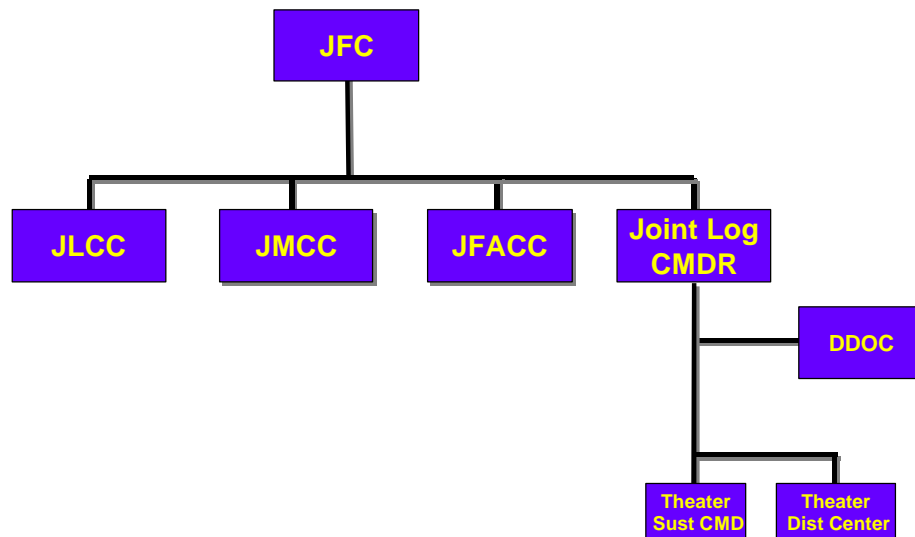 JFC
JLCC
JMCC
JFACC
Joint Log
CMDR
DDOC
Theater
Sust CMD
Theater
Dist Center